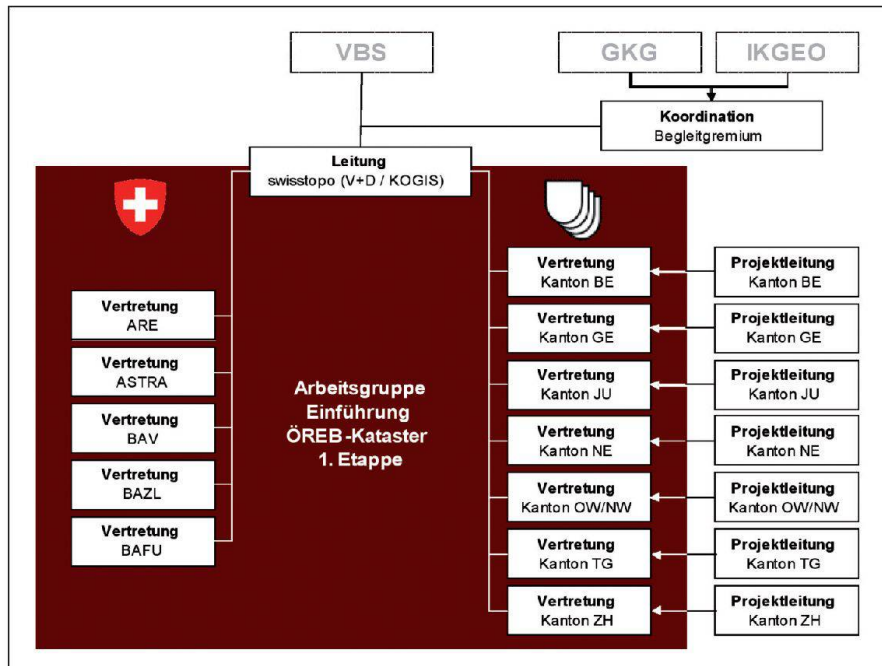 VBS
GKG
IKGEO
Koordination
Begleitgremium
Leitung
swisstopo (V+D / KOGIS)
Vertretung
ARE
Vertretung
ASTRA
Vertretung
BAV
Vertretung
BAZL
Vertretung
BAFU
Arbeitsgruppe
Einführung
ÖREB-Kataster
1. Etappe
Vertretung
Kanton BE
Projektleitung
Kanton BE
Vertretung
Kanton GE
Projektleitung
Kanton GE
Vertretung
Kanton JU
Projektleitung
Kanton JU
Vertretung
Kanton NE
Projektleitung
Kanton NE
Vertretung
Kanton OW/NW
Projektleitung
Kanton OW/NW
Vertretung
Kanton TG
Projektleitung
Kanton TG
Vertretung
Kanton ZH
Projektleitung
Kanton ZH